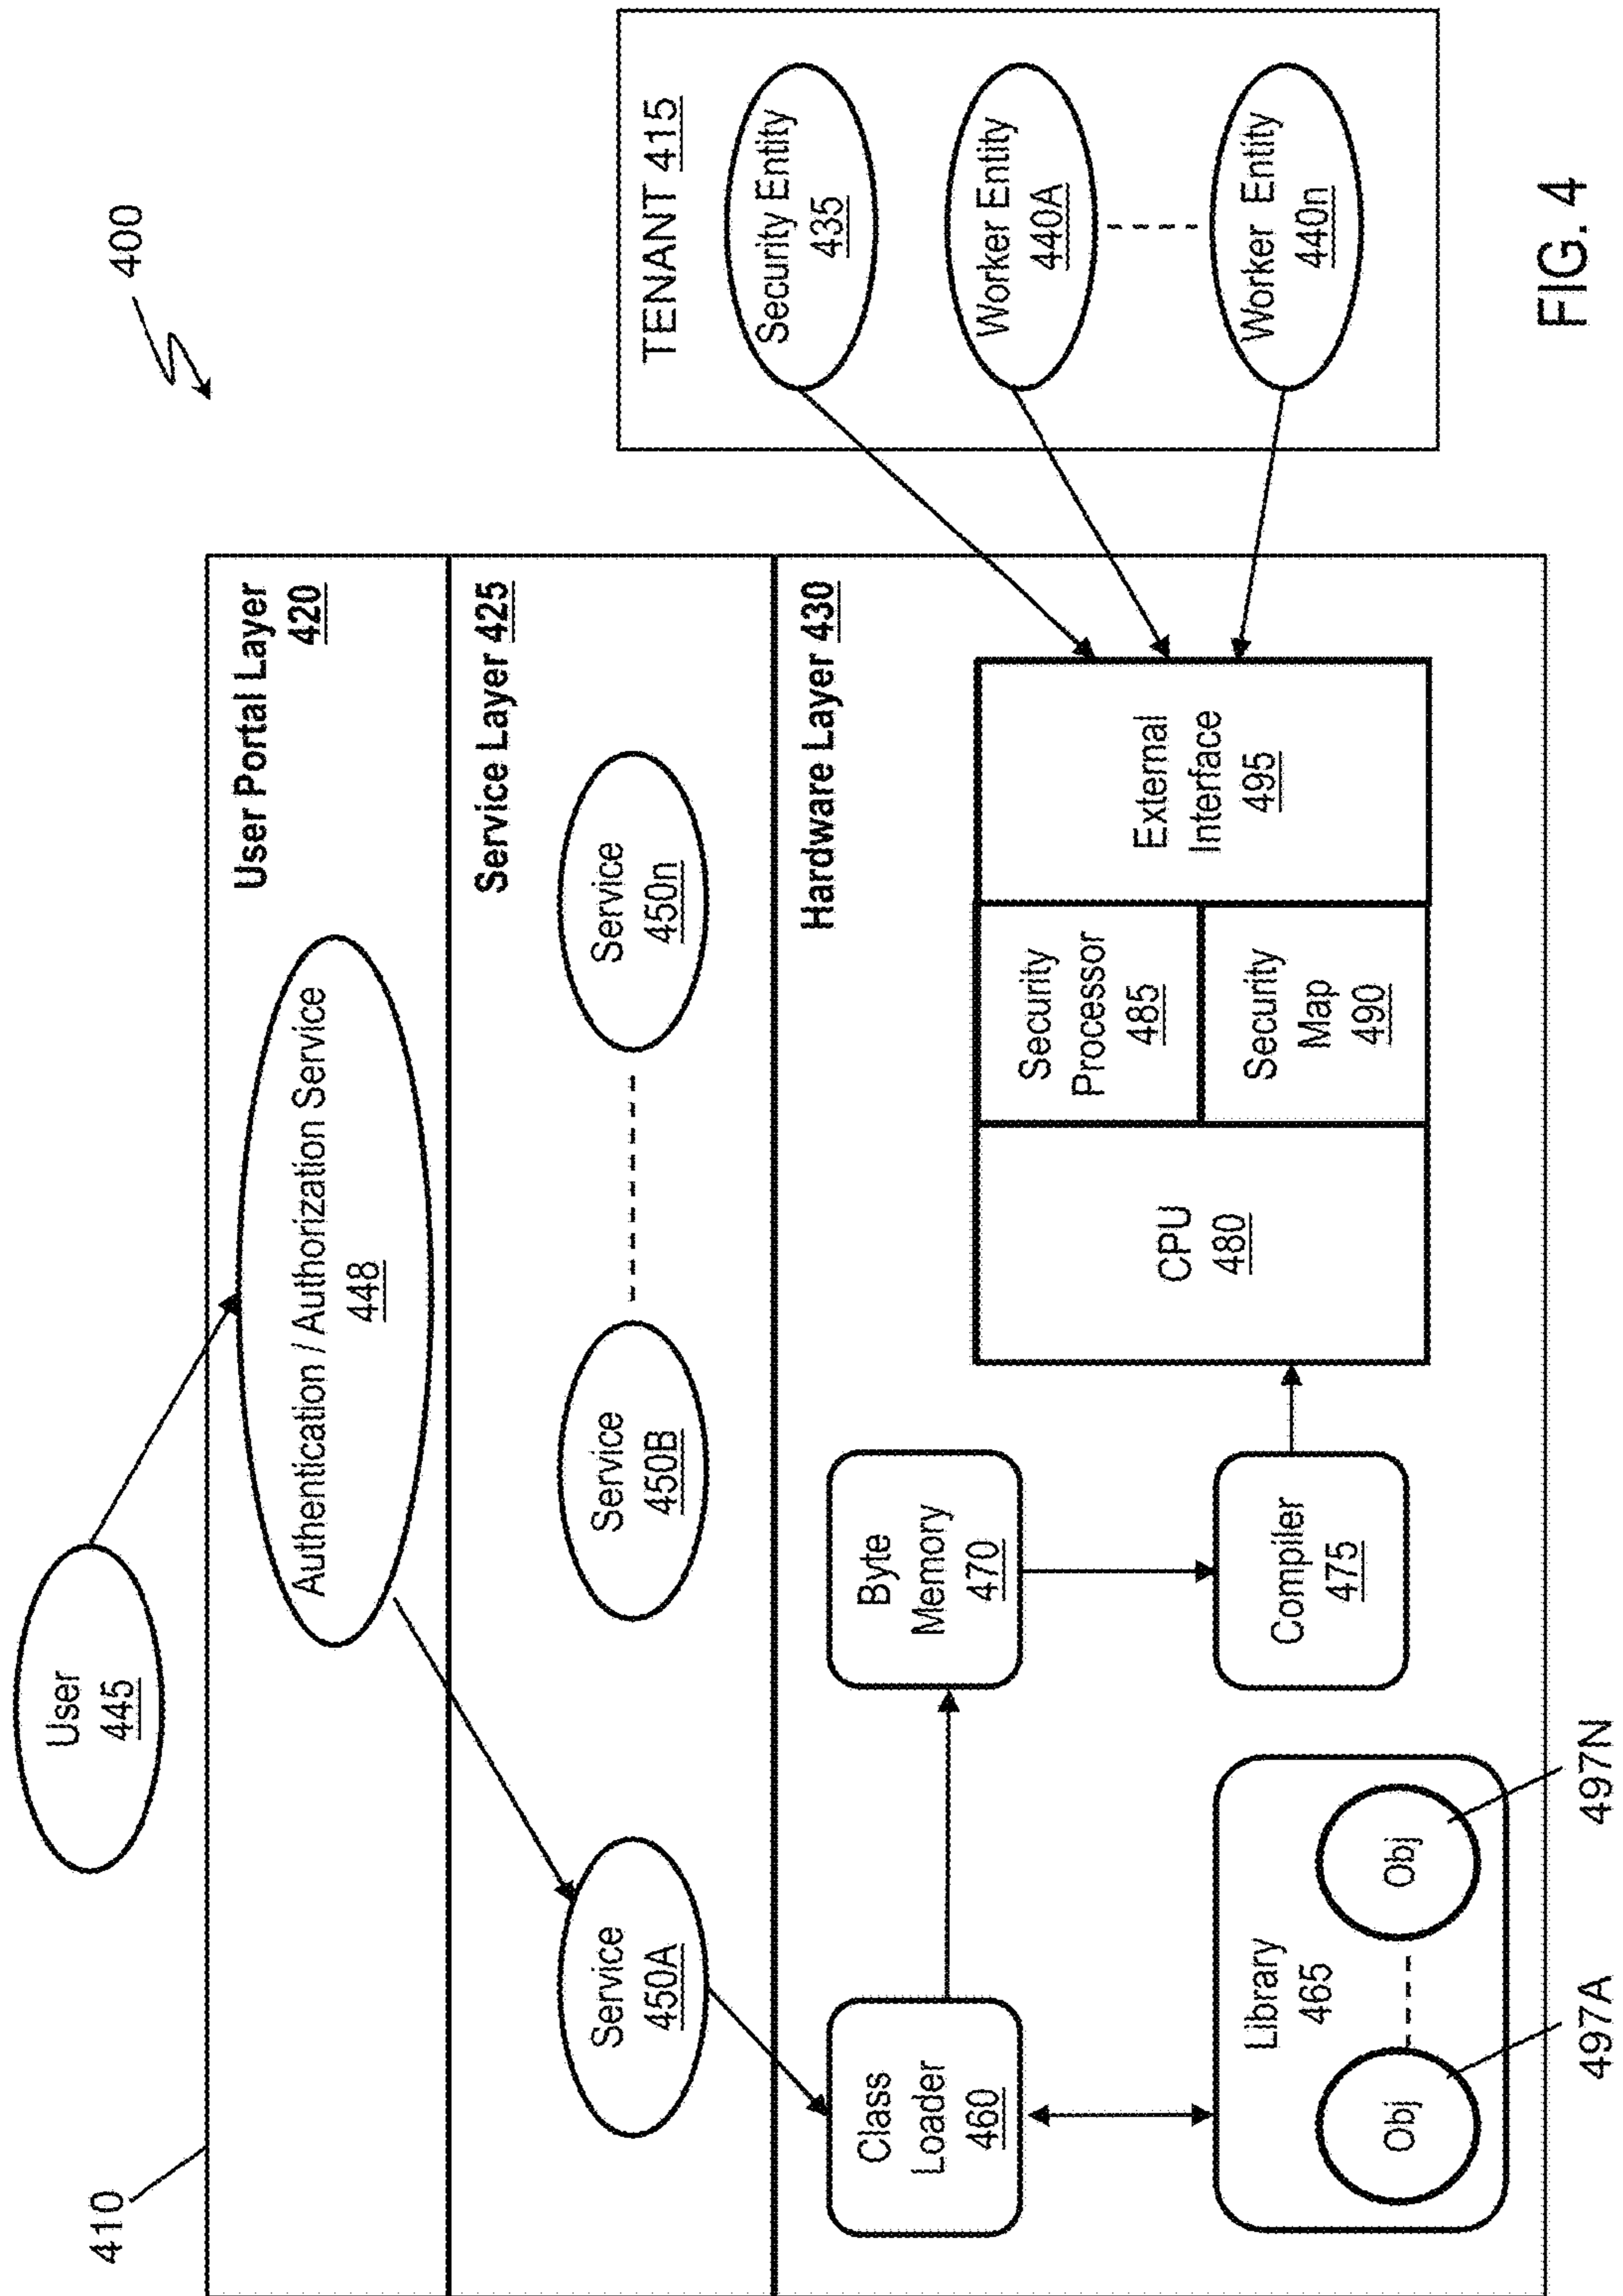 400
410
User
445
User Portal Layer
420
Authentication / Authorization Service
448
Service Layer 425
Service
450A
Service
450B
Service
450n
Hardware Layer 430
Class
Loader
460
Byte
Memory
470
Library
465
Obj
Obj
497A
497N
Compiler
475
CPU
480
Security
Processor
485
Security
Map
490
External
Interface
495
TENANT 415
Security Entity
435
Worker Entity
440A
Worker Entity
440n
FIG. 4